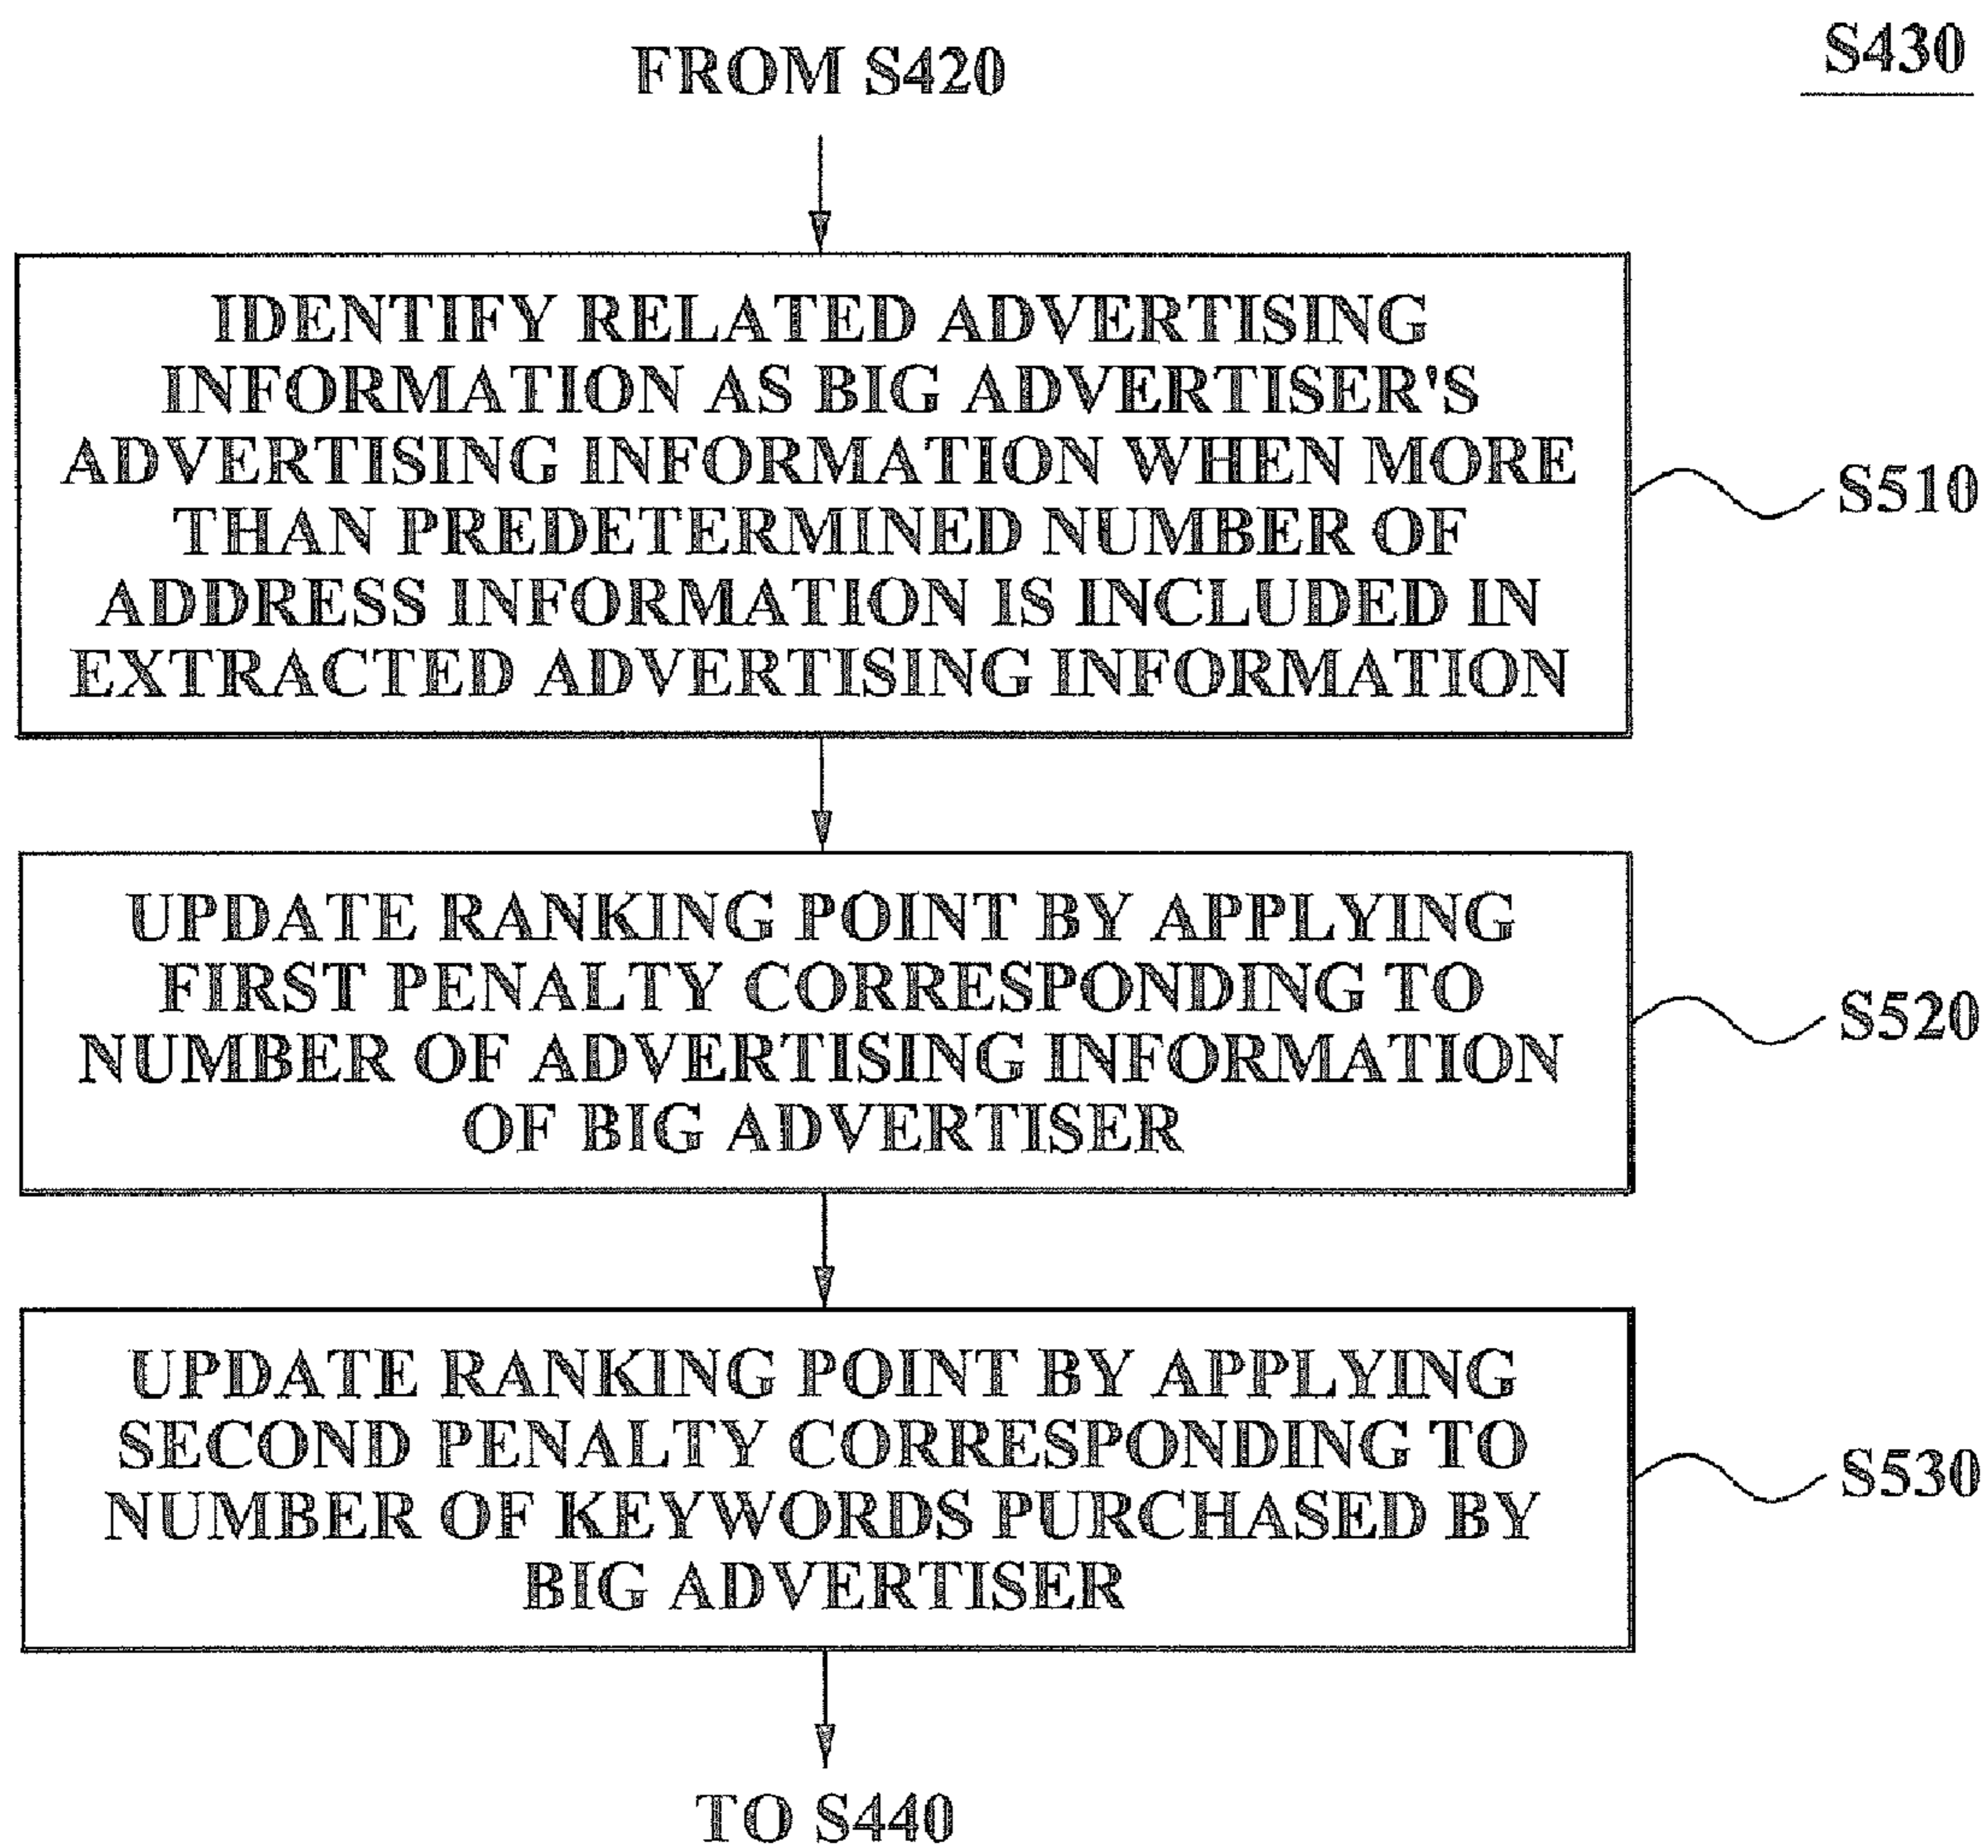 S430
FROM S420
IDENTIFY RELATED ADVERTISING
INFORMATION AS BIG ADVERTISER'S
ADVERTISING INFORMATION WHEN MORE
THAN PREDETERMINED NUMBER OF
ADDRESS INFORMATION IS INCLUDED IN
EXTRACTED ADVERTISING INFORMATION
S510
UPDATE RANKING POINT BY APPLYING
FIRST PENALTY CORRESPONDING TO
NUMBER OF ADVERTISING INFORMATION
OF BIG ADVERTISER
S520
UPDATE RANKING POINT BY APPLYING
SECOND PENALTY CORRESPONDING TO
NUMBER OF KEYWORDS PURCHASED BY
BIG ADVERTISER
S530
TO S440